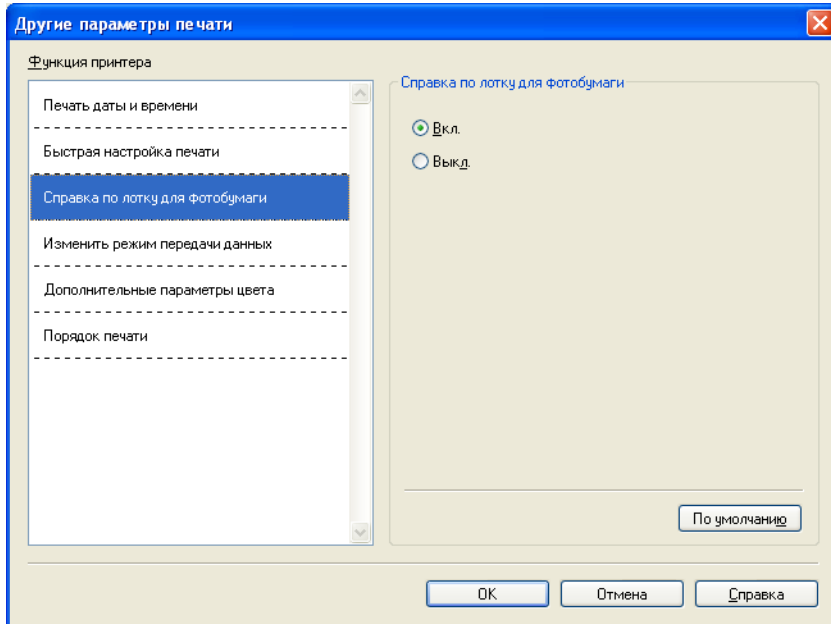 Другие параметры печати
Функция принтера
Печать даты и времени
Быстрая настройка печати
Справка по лотку для фотобумаги
Изменить режим передачи данных
Дополнительные параметры цвета
Порядок печати
Справка по лотку для фотобумаги
Вкл.
Выкл.
По умолчанию
OK
Отмена
Справка